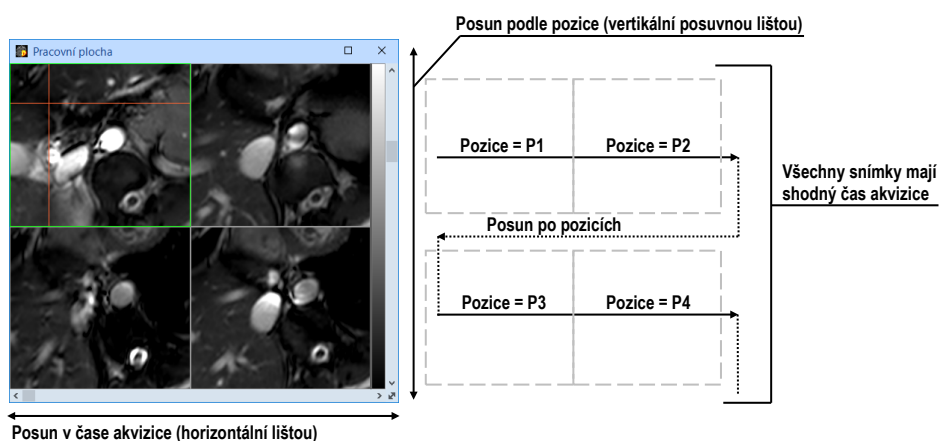 Posun podle pozice (vertikální posuvnou lištou)
Pracovní plocha
Pozice = P1
Pozice = P2
Všechny snímky mají
shodný čas akvizice
Posun po pozicích
Pozice = P3
Pozice = P4
Posun v čase akvizice (horizontální lištou)